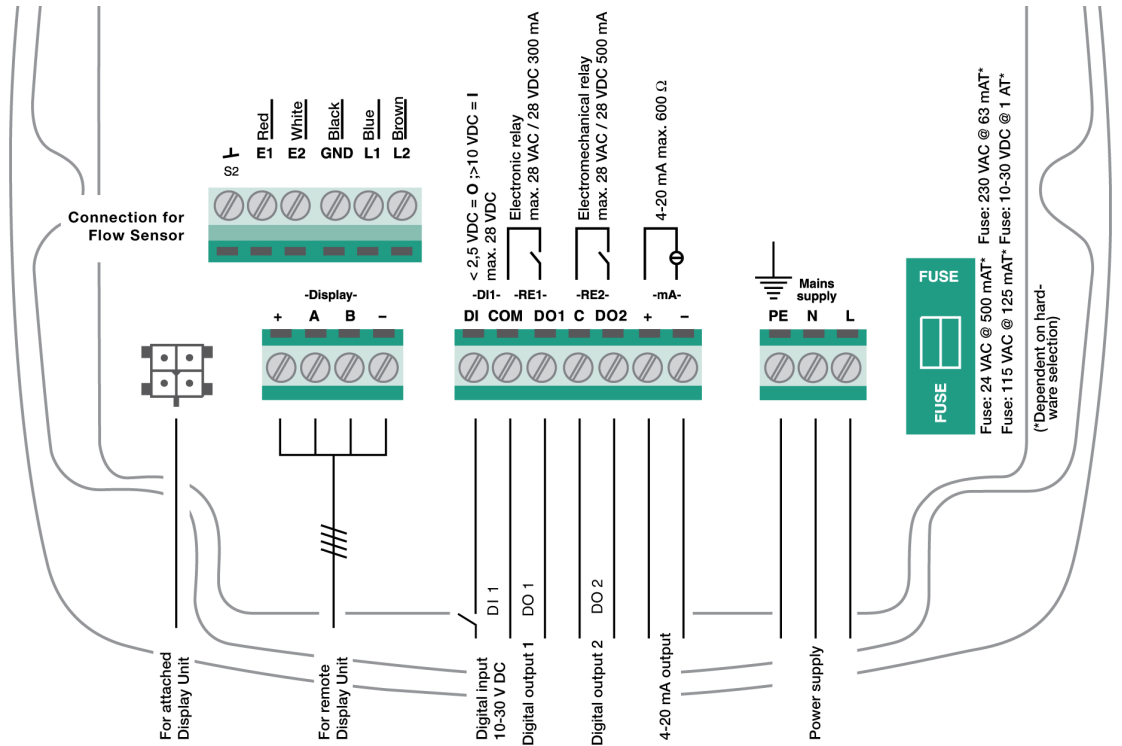 Red
White
Black
Blue
Brown
S2
E1
E2
GND
L1
L2
Connection for
Flow Sensor
< 2,5 VDC = O ;>10 VDC = I
max. 28 VDC
Electronic relay
max. 28 VAC / 28 VDC 300 mA
Electromechanical relay
max. 28 VAC / 28 VDC 500 mA
4-20 mA max. 600 Ω
-Display-
+
A
B
–
-DI1-
-RE1-
-RE2-
-mA-
DI
COM
DO1
C
DO2
+
–
Mains
supply
PE
N
L
FUSE
FUSE
Fuse: 24 VAC @ 500 mAT*
Fuse: 230 VAC @ 63 mAT*
Fuse: 115 VAC @ 125 mAT*
Fuse: 10-30 VDC @ 1 AT*
(*Dependent on hard-
ware selection)
DI 1
DO 1
DO 2
For attached
Display Unit
For remote
Display Unit
Digital input
10-30 V DC
Digital output 1
Digital output 2
4-20 mA output
Power supply